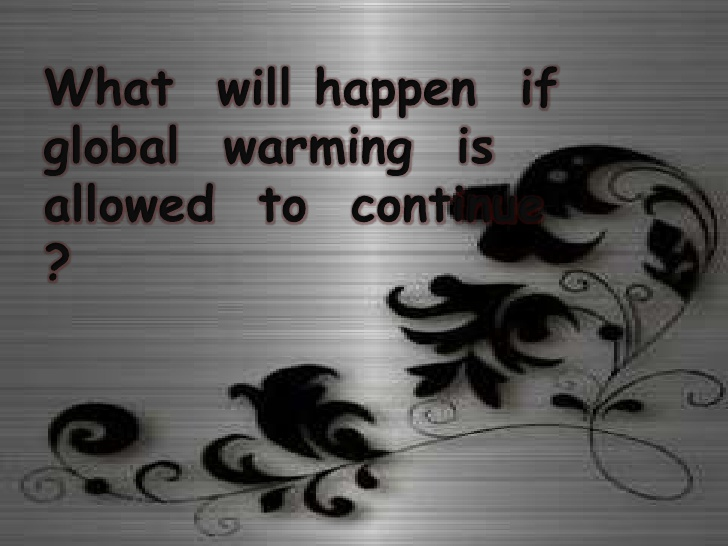 What will happen if
global warming is
allowed to continue
?